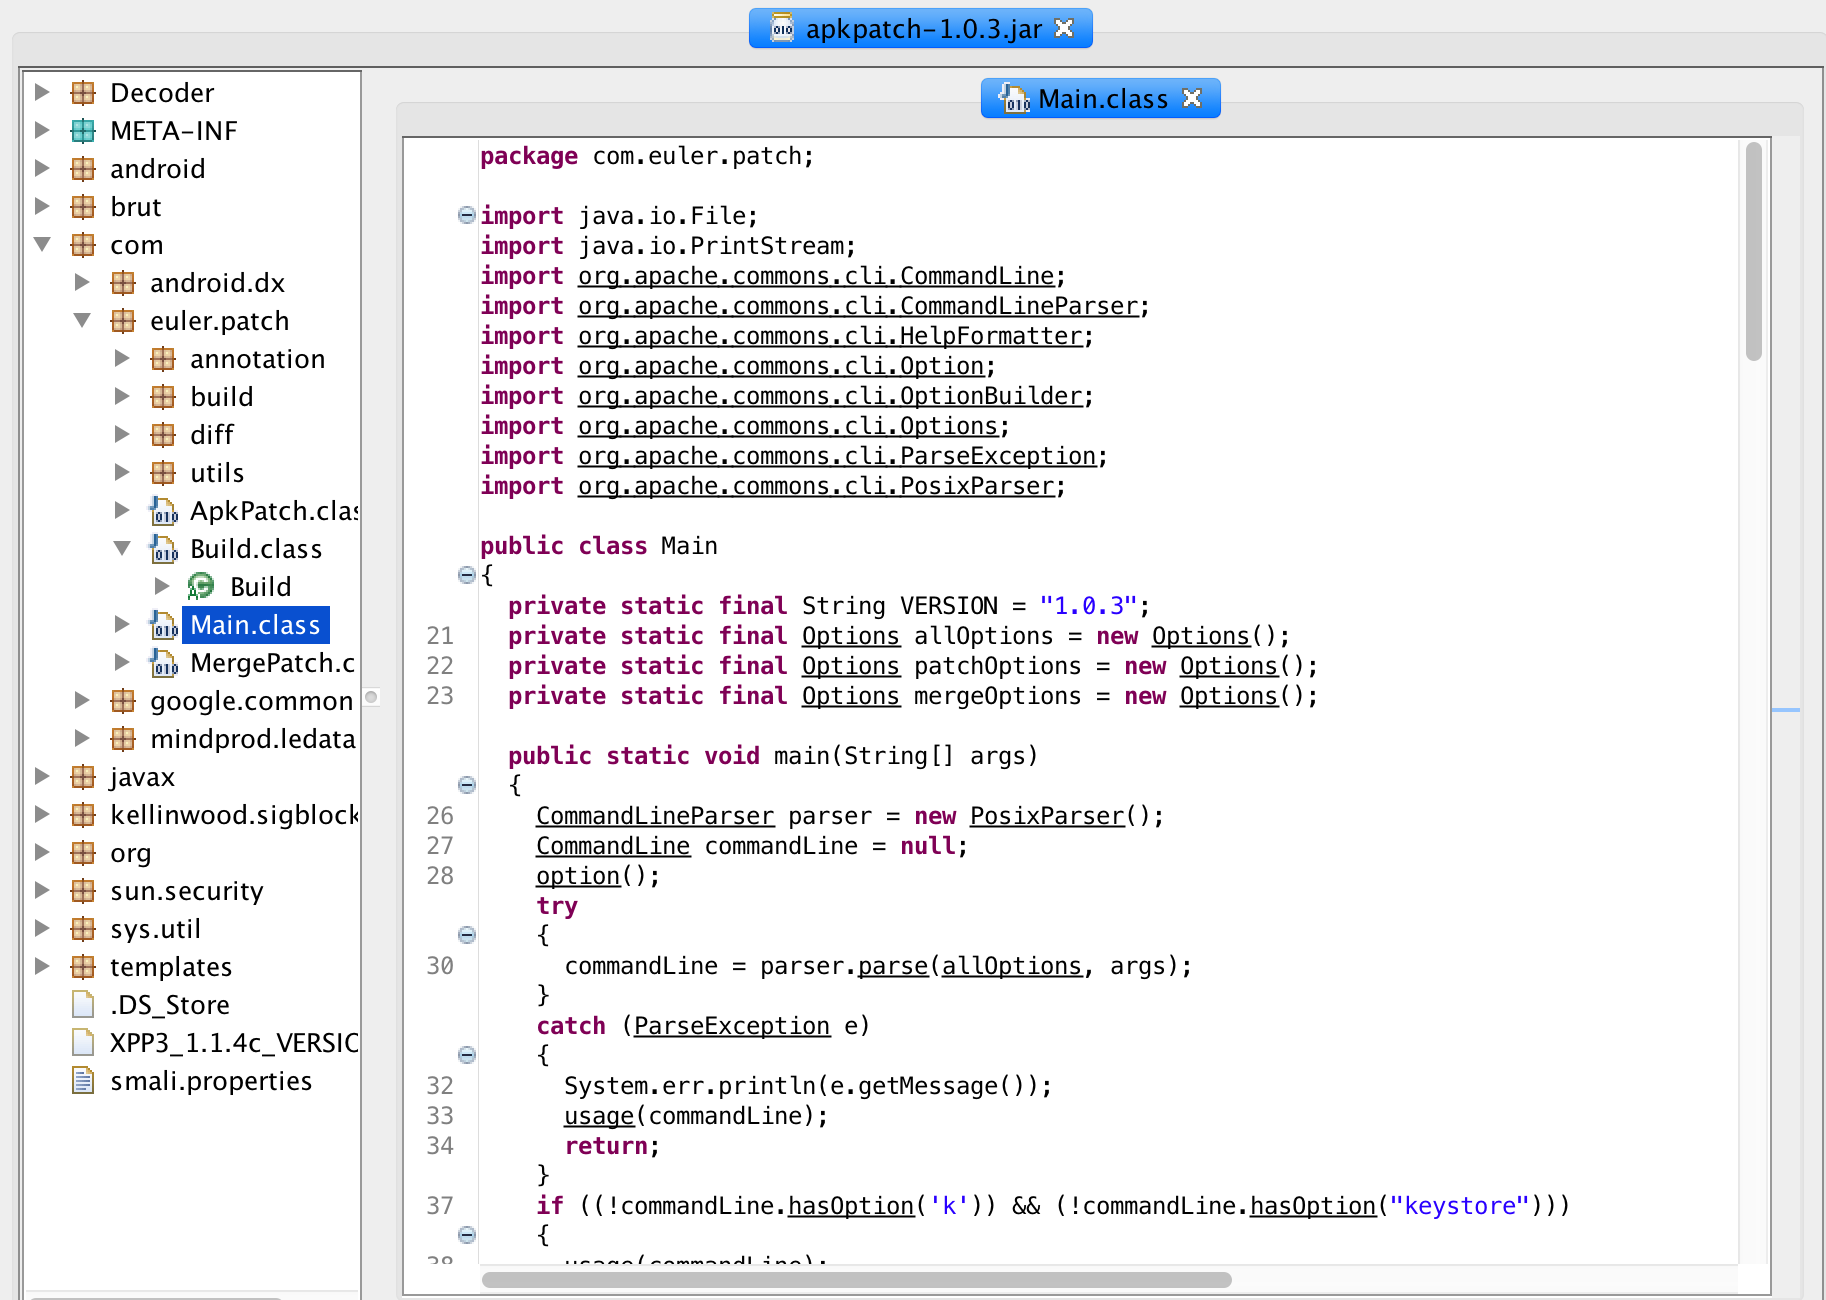 apkpatch-1.0.3.jar
Decoder
META-INF
android
brut
com
android.dx
euler.patch
annotation
build
diff
utils
ApkPatch.clas
Build.class
Build
Main.class
MergePatch.c
google.common
mindprod.ledata
javax
kellinwood.sigblock
org
sun.security
sys.util
templates
.DS_Store
XPP3_1.1.4c_VERSIO
smali.properties
Main.class
package com.euler.patch;
import java.io.File;
import java.io.PrintStream;
import org.apache.commons.cli.CommandLine;
import org.apache.commons.cli.CommandLineParser;
import org.apache.commons.cli.HelpFormatter;
import org.apache.commons.cli.Option;
import org.apache.commons.cli.OptionBuilder;
import org.apache.commons.cli.Options;
import org.apache.commons.cli.ParseException;
import org.apache.commons.cli.PosixParser;
public class Main
{
private static final String VERSION = "1.0.3";
21 private static final Options allOptions = new Options();
22 private static final Options patchOptions = new Options();
23 private static final Options mergeOptions = new Options();
public static void main(String[] args)
{
26 CommandLineParser parser = new PosixParser();
27 CommandLine commandLine = null;
28 option();
try
{
30 commandLine = parser.parse(allOptions, args);
}
catch (ParseException e)
{
32 System.err.println(e.getMessage());
33 usage(commandLine);
34 return;
}
37 if ((!commandLine.hasOption('k')) && (!commandLine.hasOption("keystore")))
{
38 usage(commandLine);